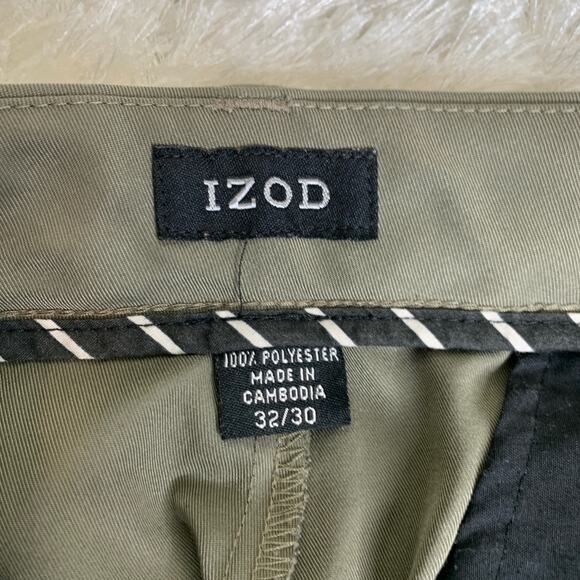 IZOD
100% POLYESTER
MADE IN
CAMBODIA
32/30